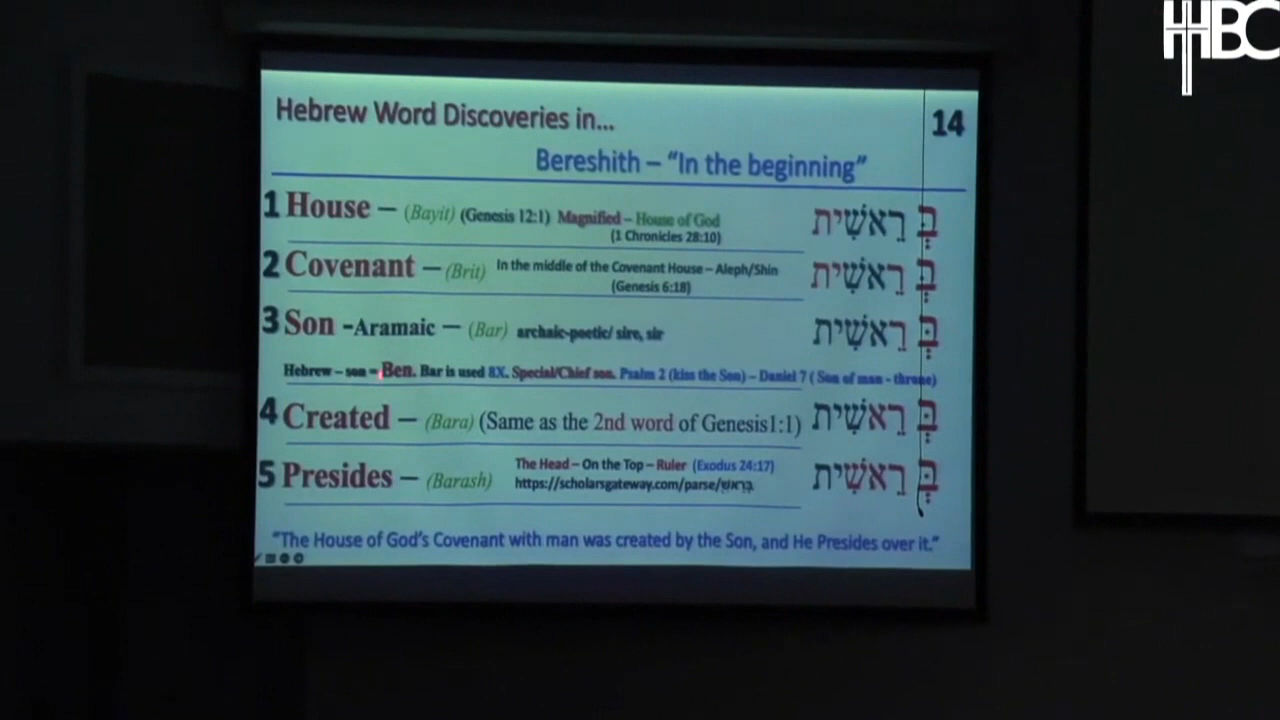 HBC
Hebrew Word Discoveries in...
14
Bereshith – "In the beginning"
1 House – (Bayit) (Genesis 12:1) Magnified – House of God
(1 Chronicles 28:10)
בְּ רֵאשִׁית
2 Covenant – (Brit) In the middle of the Covenant House – Aleph/Shin
(Genesis 6:18)
בְּ רֵאשִׁית
3 Son -Aramaic – (Bar) archaic-poetic/ sire, sir
בְּ רֵאשִׁית
Hebrew – son = Ben. Bar is used 8X. Special/Chief son. Psalm 2 (kiss the Son) – Daniel 7 ( Son of man - throne)
4 Created – (Bara) (Same as the 2nd word of Genesis1:1)
בְּ רֵאשִׁית
5 Presides – (Barash) The Head – On the Top – Ruler (Exodus 24:17)
https://scholarsgateway.com/parse/בראש
בְּ רֵאשִׁית
"The House of God's Covenant with man was created by the Son, and He Presides over it."